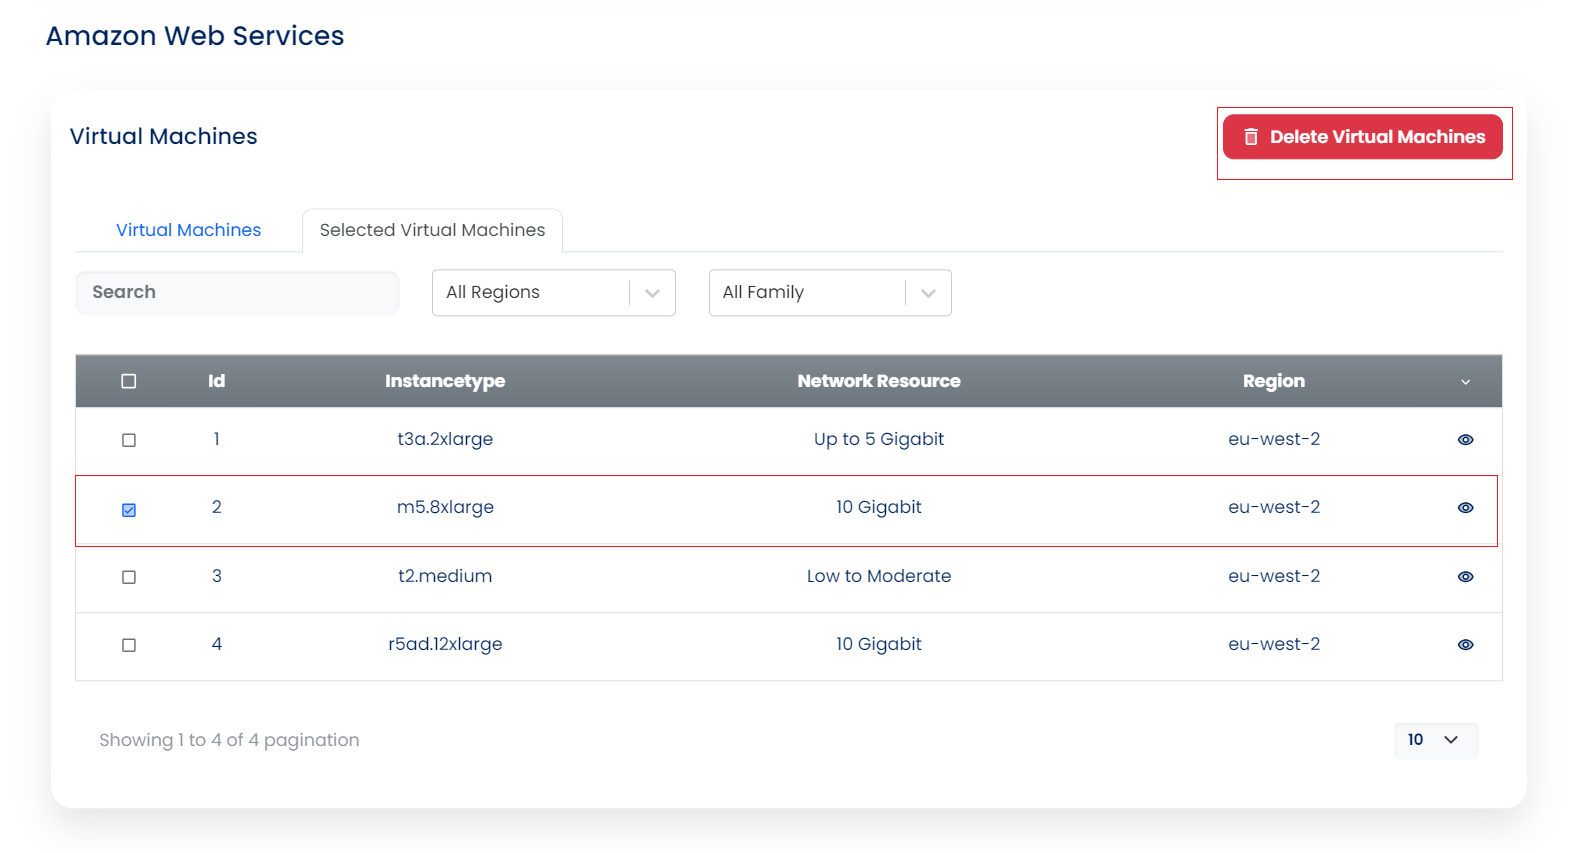 Amazon Web Services
Virtual Machines
Delete Virtual Machines
Virtual Machines Selected Virtual Machines
Search All Regions All Family
Id Instancetype Network Resource Region
1 t3a.2xlarge Up to 5 Gigabit eu-west-2
2 m5.8xlarge 10 Gigabit eu-west-2
3 t2.medium Low to Moderate eu-west-2
4 r5ad.12xlarge 10 Gigabit eu-west-2
Showing 1 to 4 of 4 pagination 10